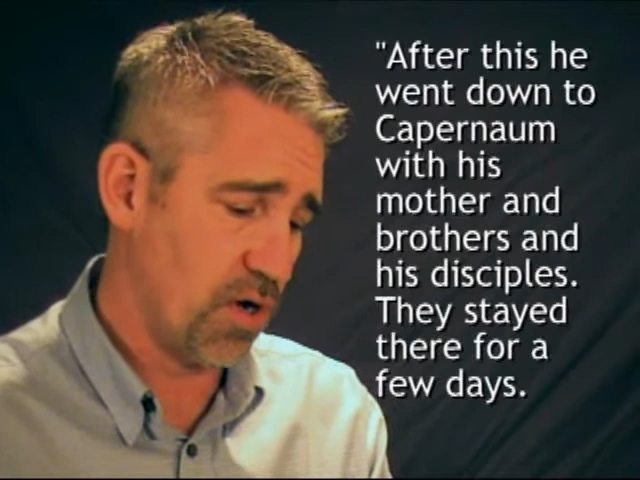 "After this he
went down to
Capernaum
with his
mother and
brothers and
his disciples.
They stayed
there for a
few days.